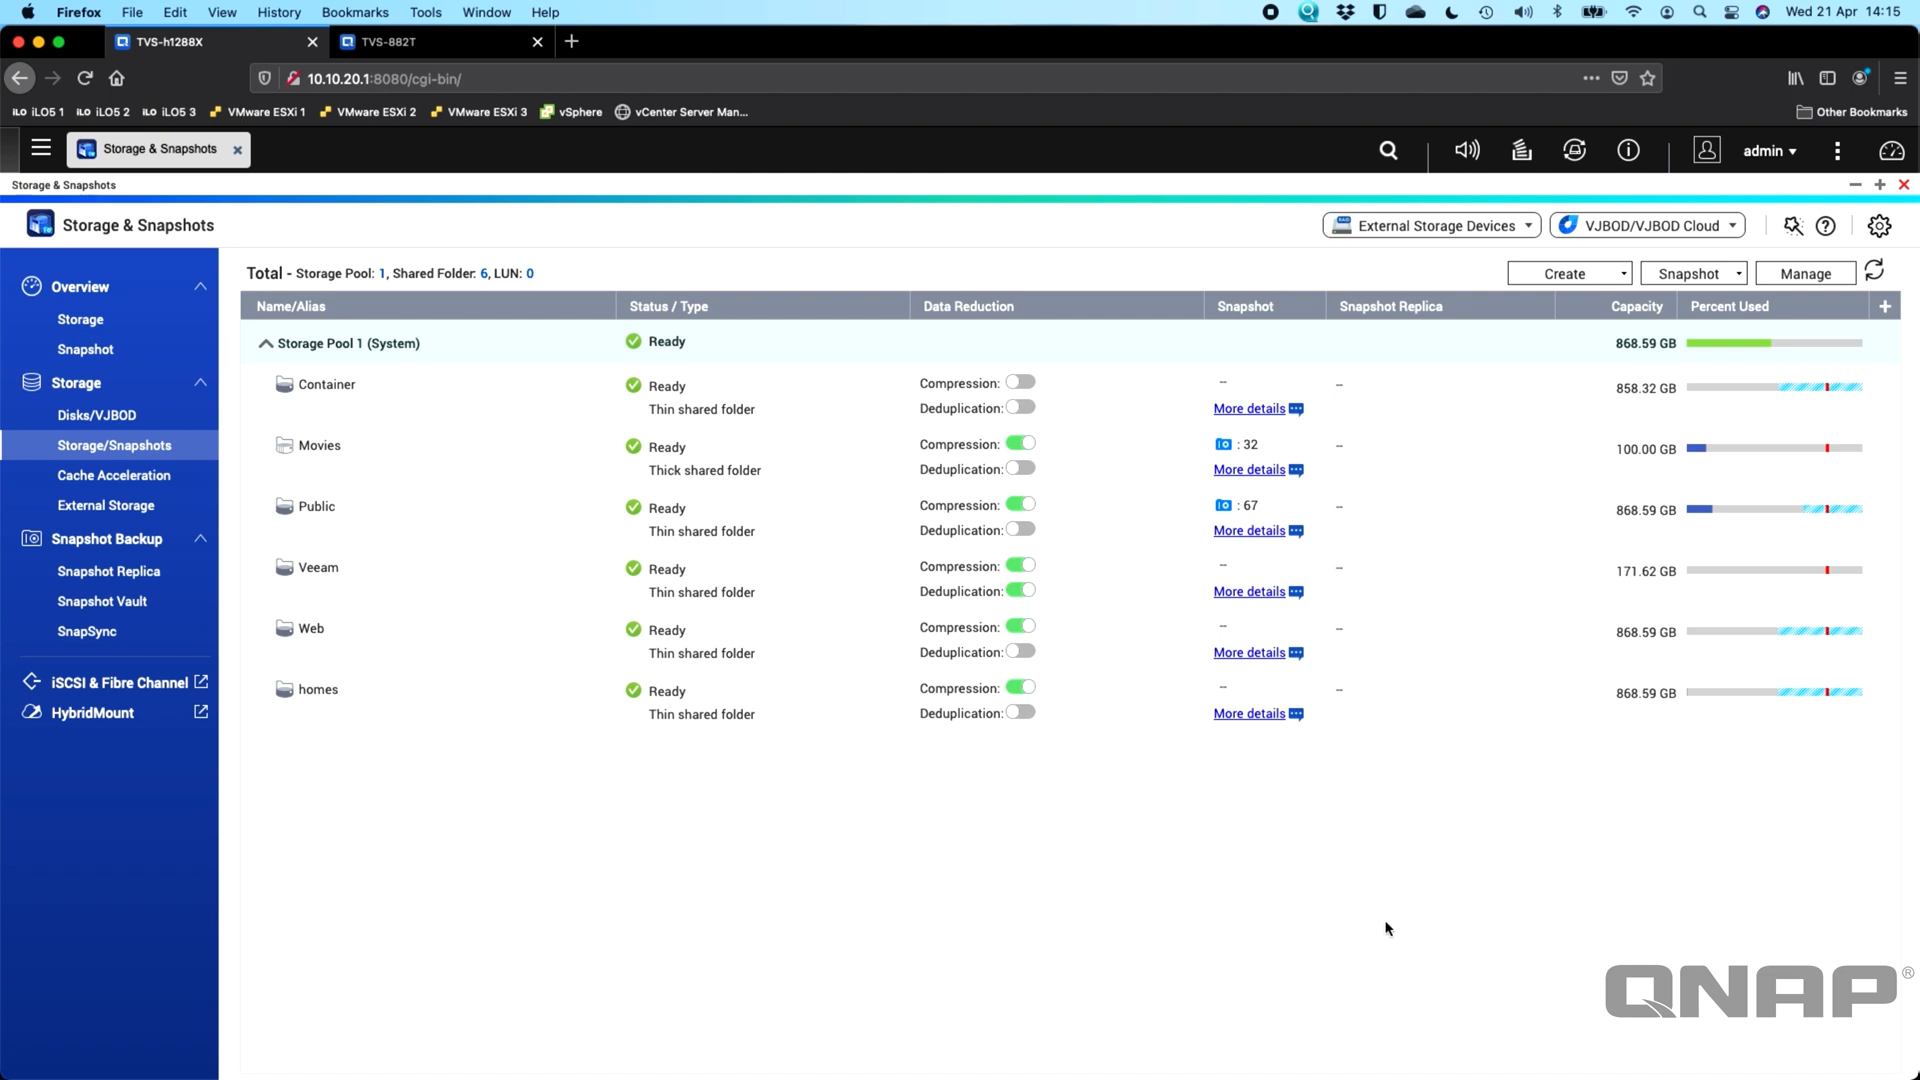 Firefox File Edit View History Bookmarks Tools Window Help Wed 21 Apr 14:15
TVS-h1288X TVS-882T
10.10.20.1:8080/cgi-bin/
iLO iLO5 1 iLO iLO5 2 iLO iLO5 3 VMware ESXi 1 VMware ESXi 2 VMware ESXi 3 vSphere vCenter Server Man... Other Bookmarks
Storage & Snapshots admin
Storage & Snapshots
Storage & Snapshots External Storage Devices VJBOD/VJBOD Cloud
Overview
Storage
Snapshot
Storage
Disks/VJBOD
Storage/Snapshots
Cache Acceleration
External Storage
Snapshot Backup
Snapshot Replica
Snapshot Vault
SnapSync
iSCSI & Fibre Channel
HybridMount
Total - Storage Pool: 1, Shared Folder: 6, LUN: 0 Create Snapshot Manage
Name/Alias Status / Type Data Reduction Snapshot Snapshot Replica Capacity Percent Used
Storage Pool 1 (System) Ready 868.59 GB
Container Ready Compression: -- -- 858.32 GB
Thin shared folder Deduplication: More details
Movies Ready Compression: : 32 -- 100.00 GB
Thick shared folder Deduplication: More details
Public Ready Compression: : 67 -- 868.59 GB
Thin shared folder Deduplication: More details
Veeam Ready Compression: -- -- 171.62 GB
Thin shared folder Deduplication: More details
Web Ready Compression: -- -- 868.59 GB
Thin shared folder Deduplication: More details
homes Ready Compression: -- -- 868.59 GB
Thin shared folder Deduplication: More details
QNAP®